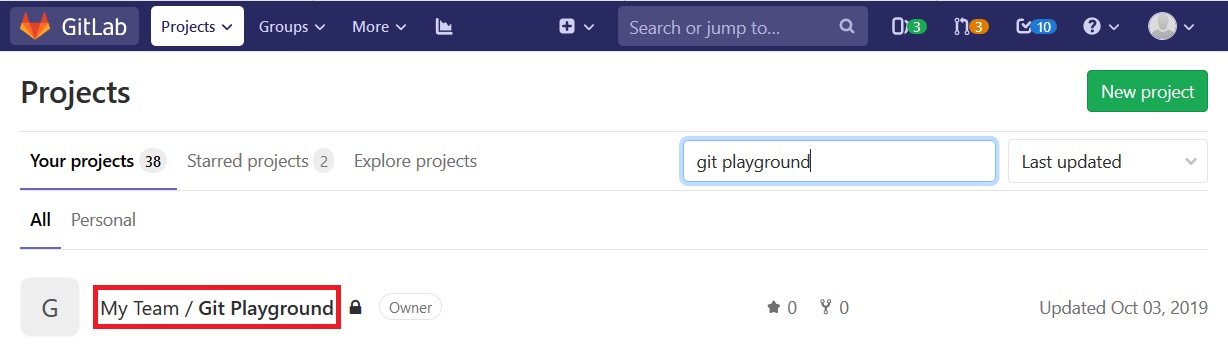 GitLab Projects Groups More Search or jump to... 3 3 10 ?
Projects New project
Your projects 38 Starred projects 2 Explore projects git playground Last updated
All Personal
G My Team / Git Playground Owner 0 0 Updated Oct 03, 2019